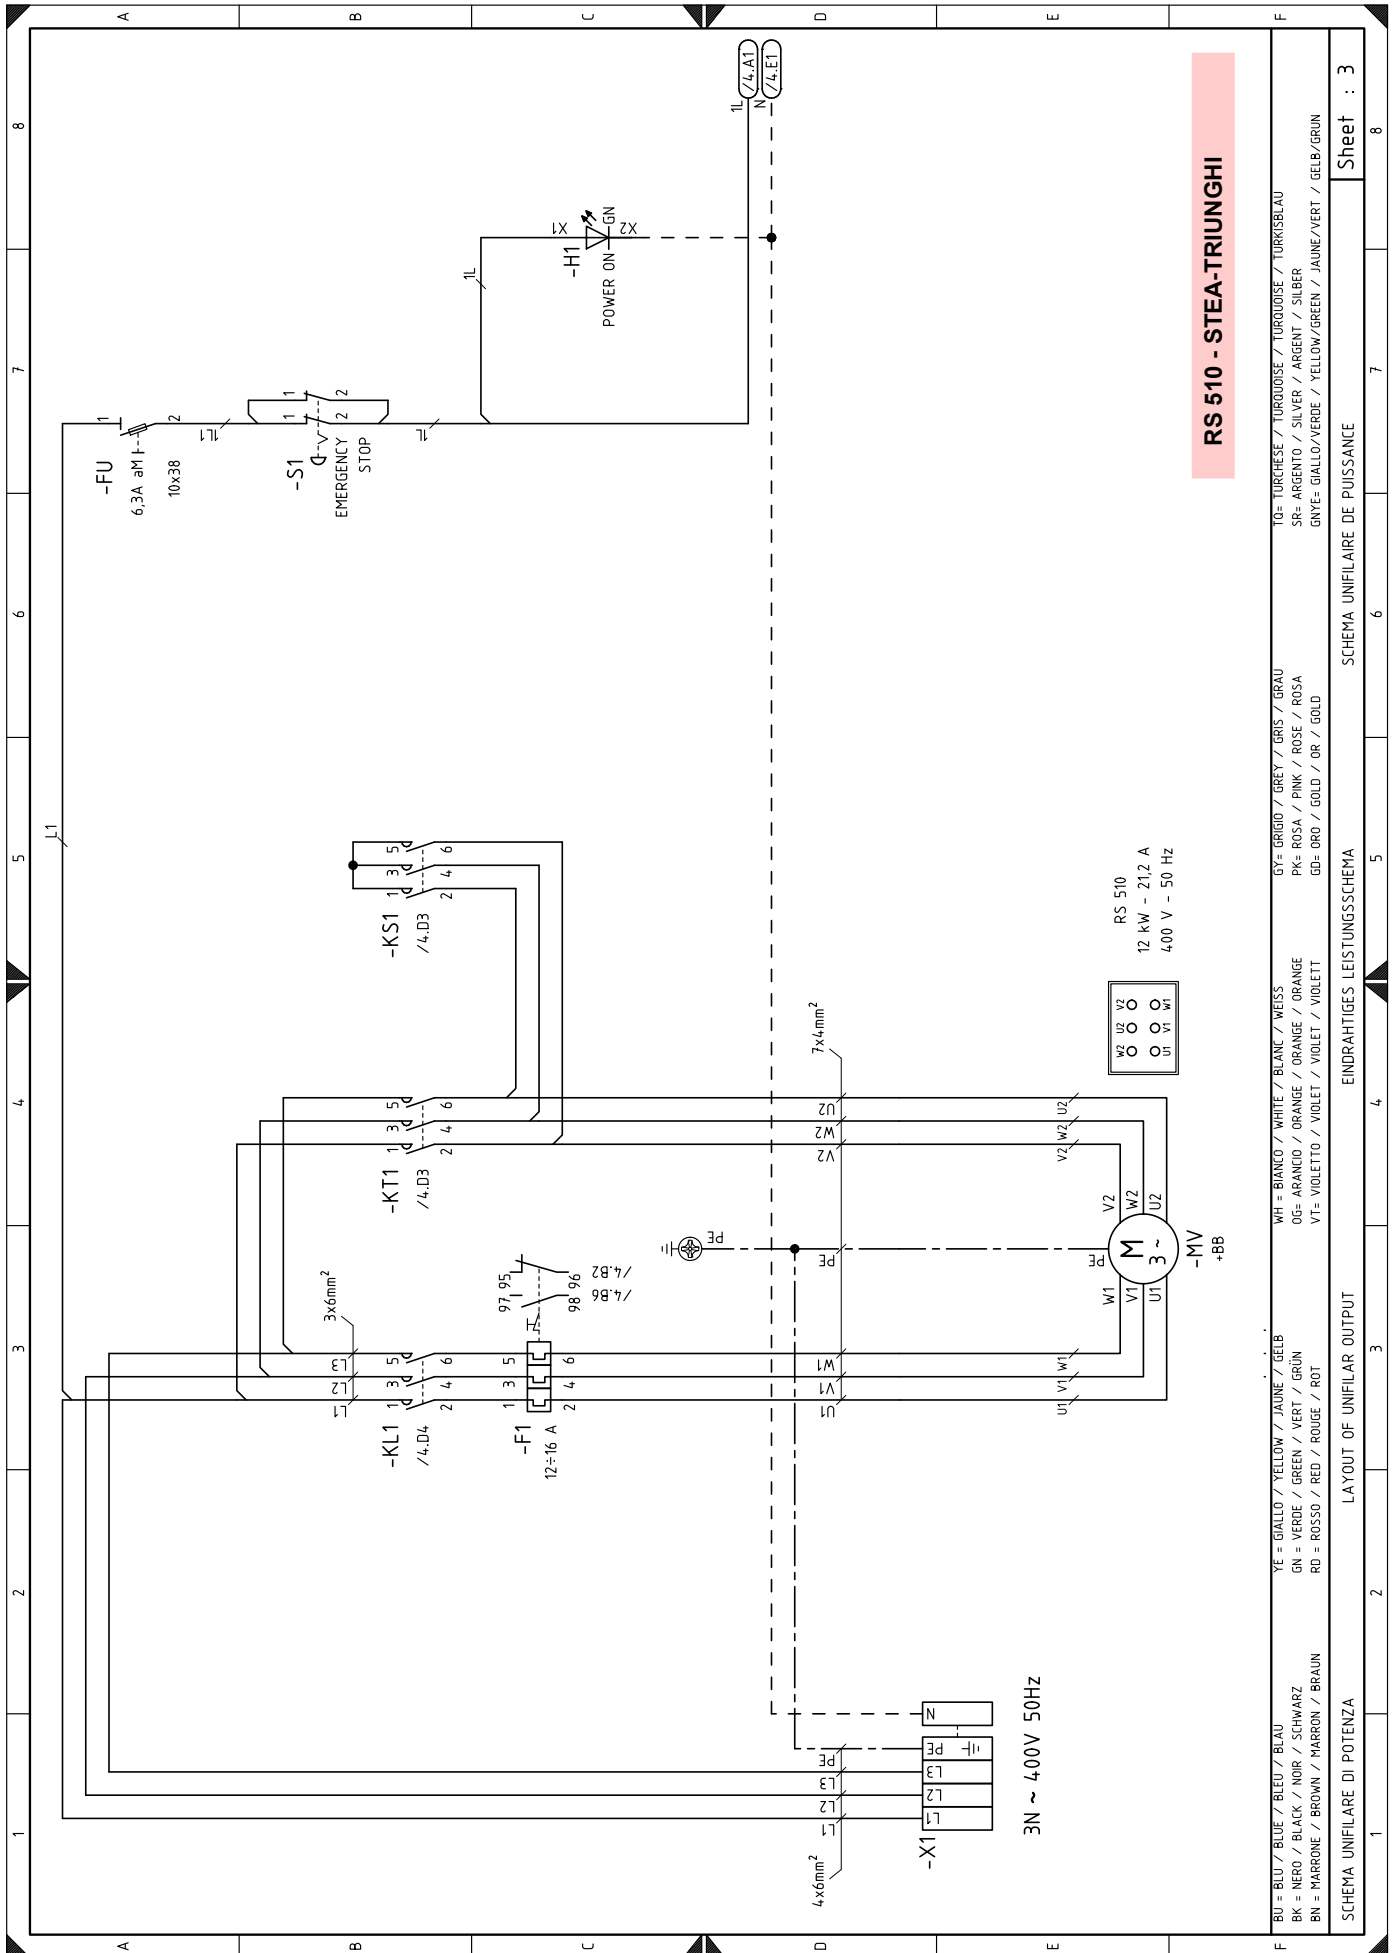 1 2 3 4 5 6 7 8
A
B
C
D
E
F
L1
-FU
6,3A aM
10x38
1
2
1L1
-S1
EMERGENCY
STOP
1 1
2 2
1L
1L
-H1
POWER ON
X1
X2
GN
1L
/4.A1
N
/4.E1
3x6mm²
L1 L2 L3
-KL1
/4.D4
1 3 5
2 4 6
-F1
12÷16 A
1 3 5
2 4 6
97 95
98 96
/4.B6
/4.B2
-KT1
/4.D3
1 3 5
2 4 6
-KS1
/4.D3
1 3 5
2 4 6
PE
7x4mm²
U1 V1 W1 PE V2 W2 U2
U1 V1 W1 V2 W2 U2
W1
V1
U1
PE
M
3 ~
V2
W2
U2
-MV
+BB
W2 U2 V2
U1 V1 W1
RS 510
12 kW - 21,2 A
400 V - 50 Hz
4x6mm²
L1 L2 L3 PE
-X1
L1 L2 L3 PE N
3N ~ 400V 50Hz
RS 510 - STEA-TRIUNGHI
BU = BLU / BLUE / BLEU / BLAU
BK = NERO / BLACK / NOIR / SCHWARZ
BN = MARRONE / BROWN / MARRON / BRAUN
YE = GIALLO / YELLOW / JAUNE / GELB
GN = VERDE / GREEN / VERT / GRÜN
RD = ROSSO / RED / ROUGE / ROT
WH = BIANCO / WHITE / BLANC / WEISS
OG= ARANCIO / ORANGE / ORANGE / ORANGE
VT= VIOLETTO / VIOLET / VIOLET / VIOLETT
GY= GRIGIO / GREY / GRIS / GRAU
PK= ROSA / PINK / ROSE / ROSA
GD= ORO / GOLD / OR / GOLD
TQ= TURCHESE / TURQUOISE / TURQUOISE / TURKISBLAU
SR= ARGENTO / SILVER / ARGENT / SILBER
GNYE= GIALLO/VERDE / YELLOW/GREEN / JAUNE/VERT / GELB/GRUN
SCHEMA UNIFILARE DI POTENZA
LAYOUT OF UNIFILAR OUTPUT
EINDRAHTIGES LEISTUNGSSCHEMA
SCHEMA UNIFILAIRE DE PUISSANCE
Sheet : 3
1 2 3 4 5 6 7 8
A
B
C
D
E
F